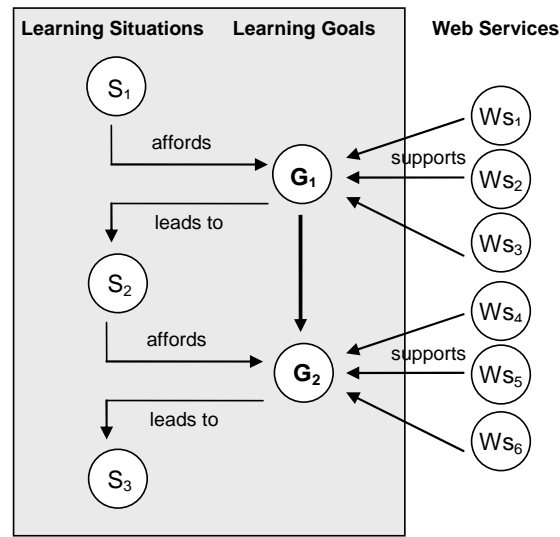 Learning Situations Learning Goals Web Services
S₁
Ws₁
affords
supports
G₁
Ws₂
leads to
Ws₃
S₂
Ws₄
affords
supports
G₂
Ws₅
leads to
Ws₆
S₃